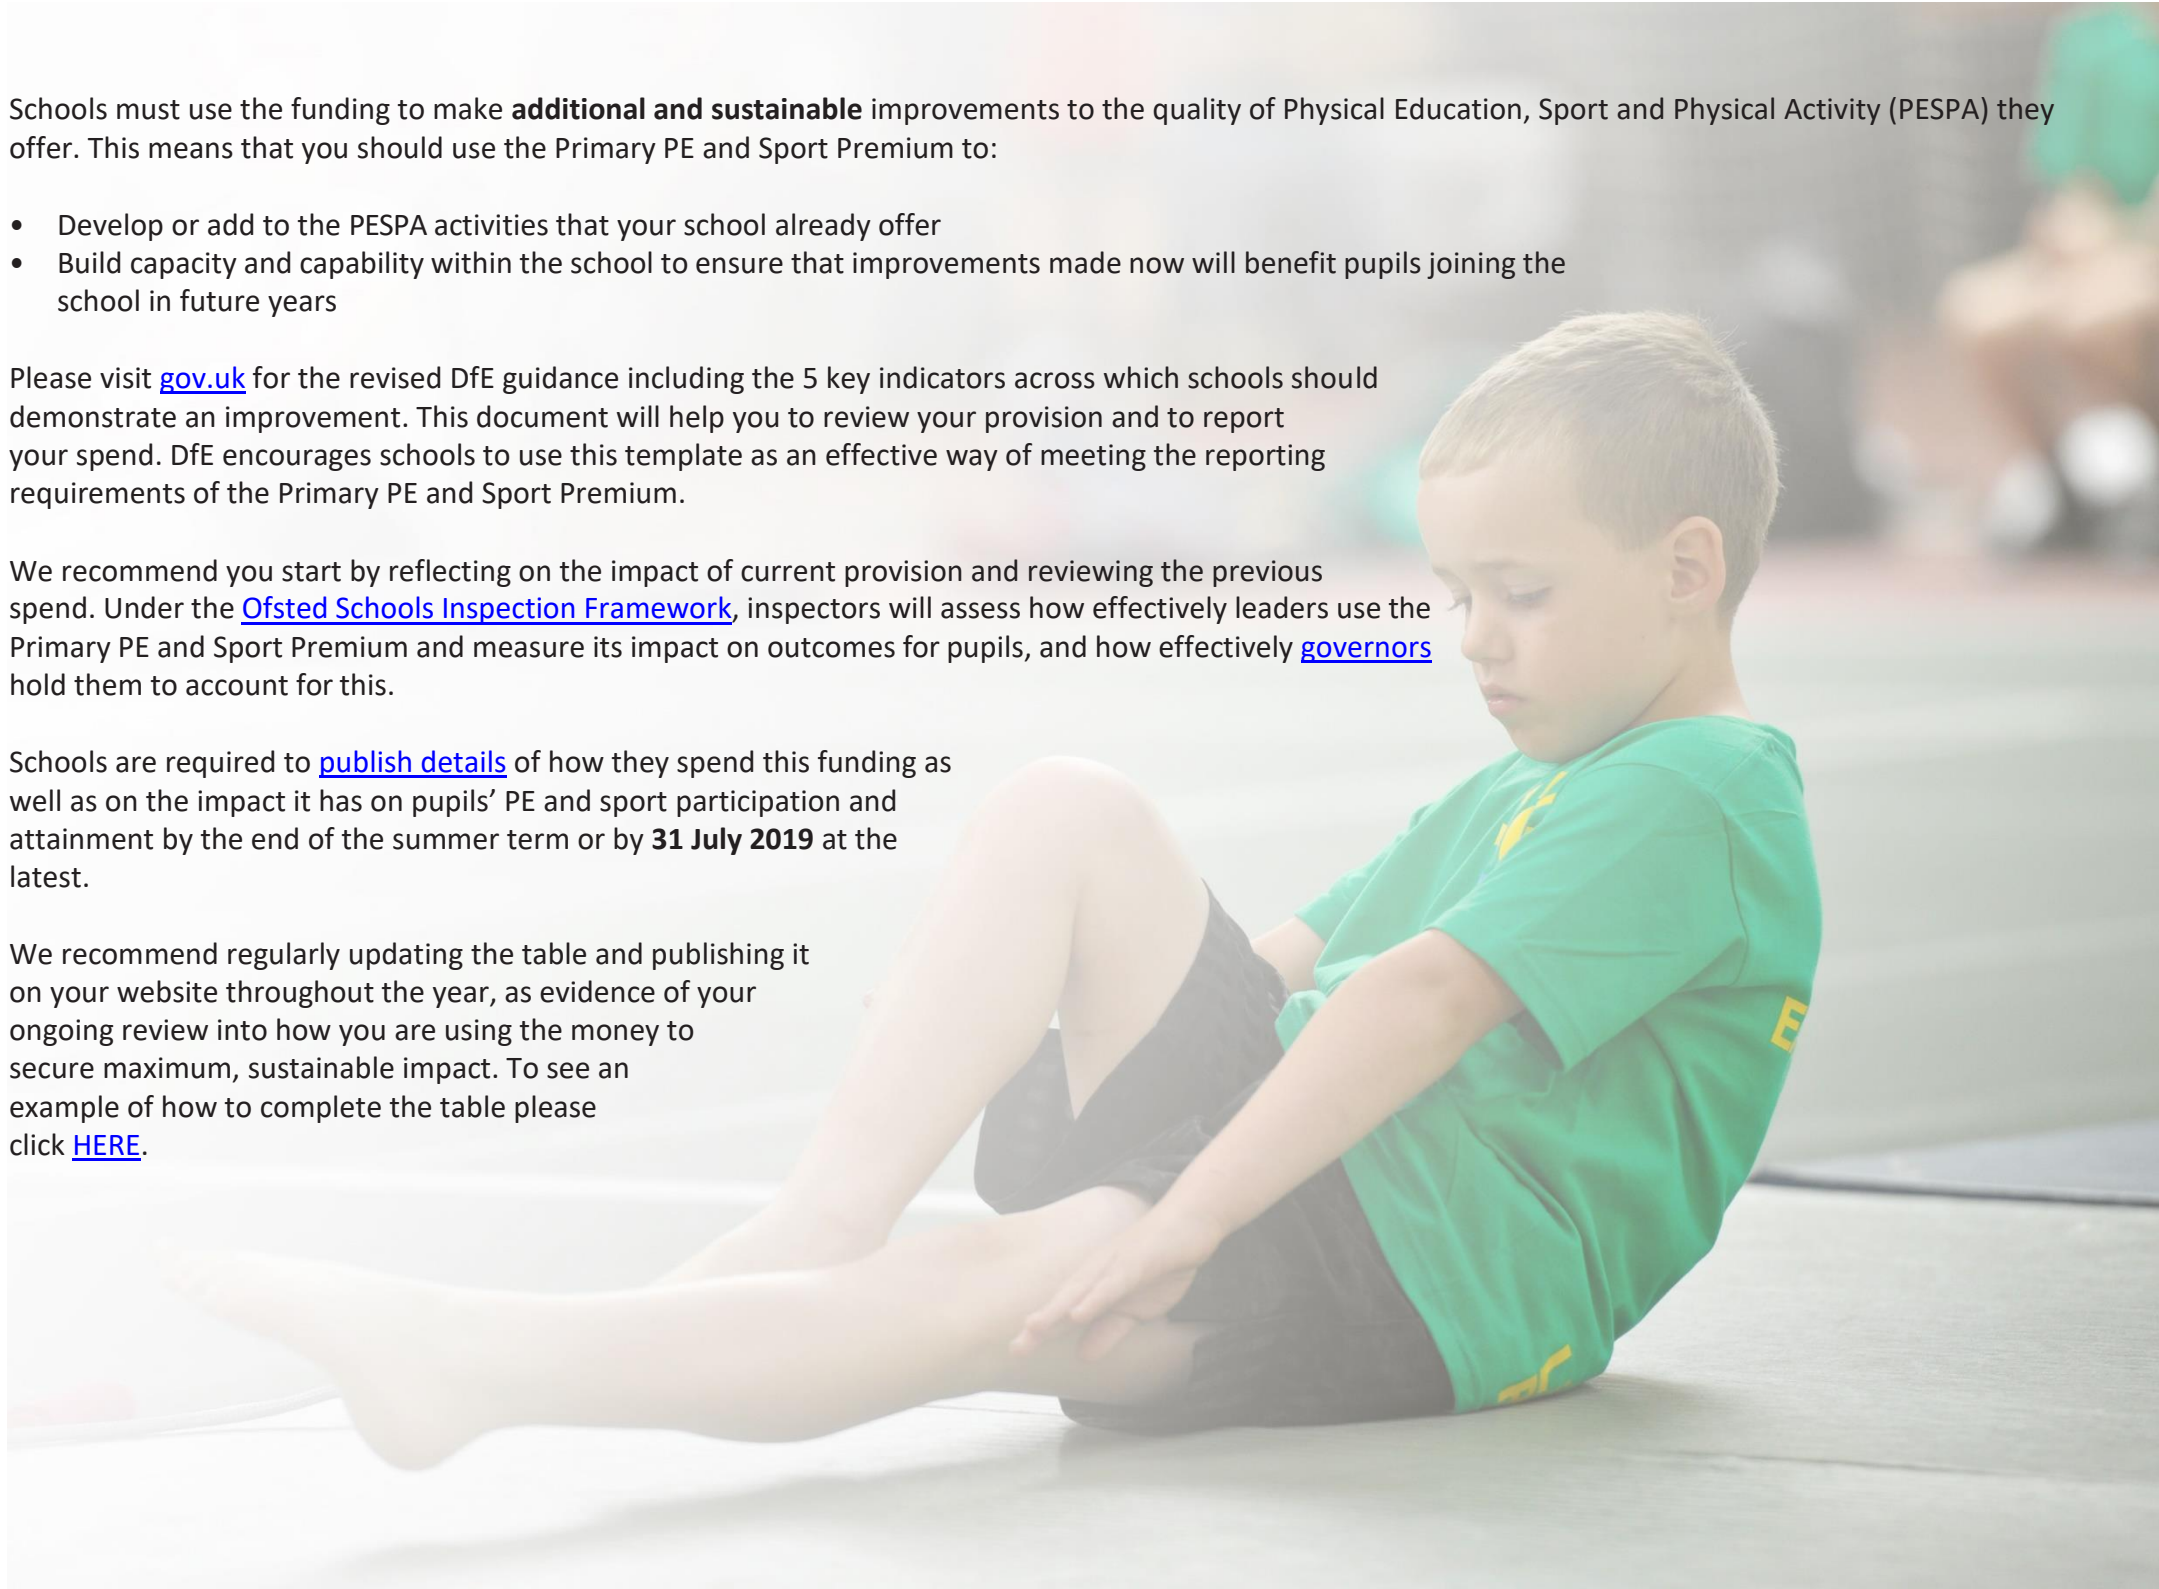 Schools must use the funding to make additional and sustainable improvements to the quality of Physical Education, Sport and Physical Activity (PESPA) they
offer. This means that you should use the Primary PE and Sport Premium to:
• Develop or add to the PESPA activities that your school already offer
• Build capacity and capability within the school to ensure that improvements made now will benefit pupils joining the
school in future years
Please visit gov.uk for the revised DfE guidance including the 5 key indicators across which schools should
demonstrate an improvement. This document will help you to review your provision and to report
your spend. DfE encourages schools to use this template as an effective way of meeting the reporting
requirements of the Primary PE and Sport Premium.
We recommend you start by reflecting on the impact of current provision and reviewing the previous
spend. Under the Ofsted Schools Inspection Framework, inspectors will assess how effectively leaders use the
Primary PE and Sport Premium and measure its impact on outcomes for pupils, and how effectively governors
hold them to account for this.
Schools are required to publish details of how they spend this funding as
well as on the impact it has on pupils’ PE and sport participation and
attainment by the end of the summer term or by 31 July 2019 at the
latest.
We recommend regularly updating the table and publishing it
on your website throughout the year, as evidence of your
ongoing review into how you are using the money to
secure maximum, sustainable impact. To see an
example of how to complete the table please
click HERE.